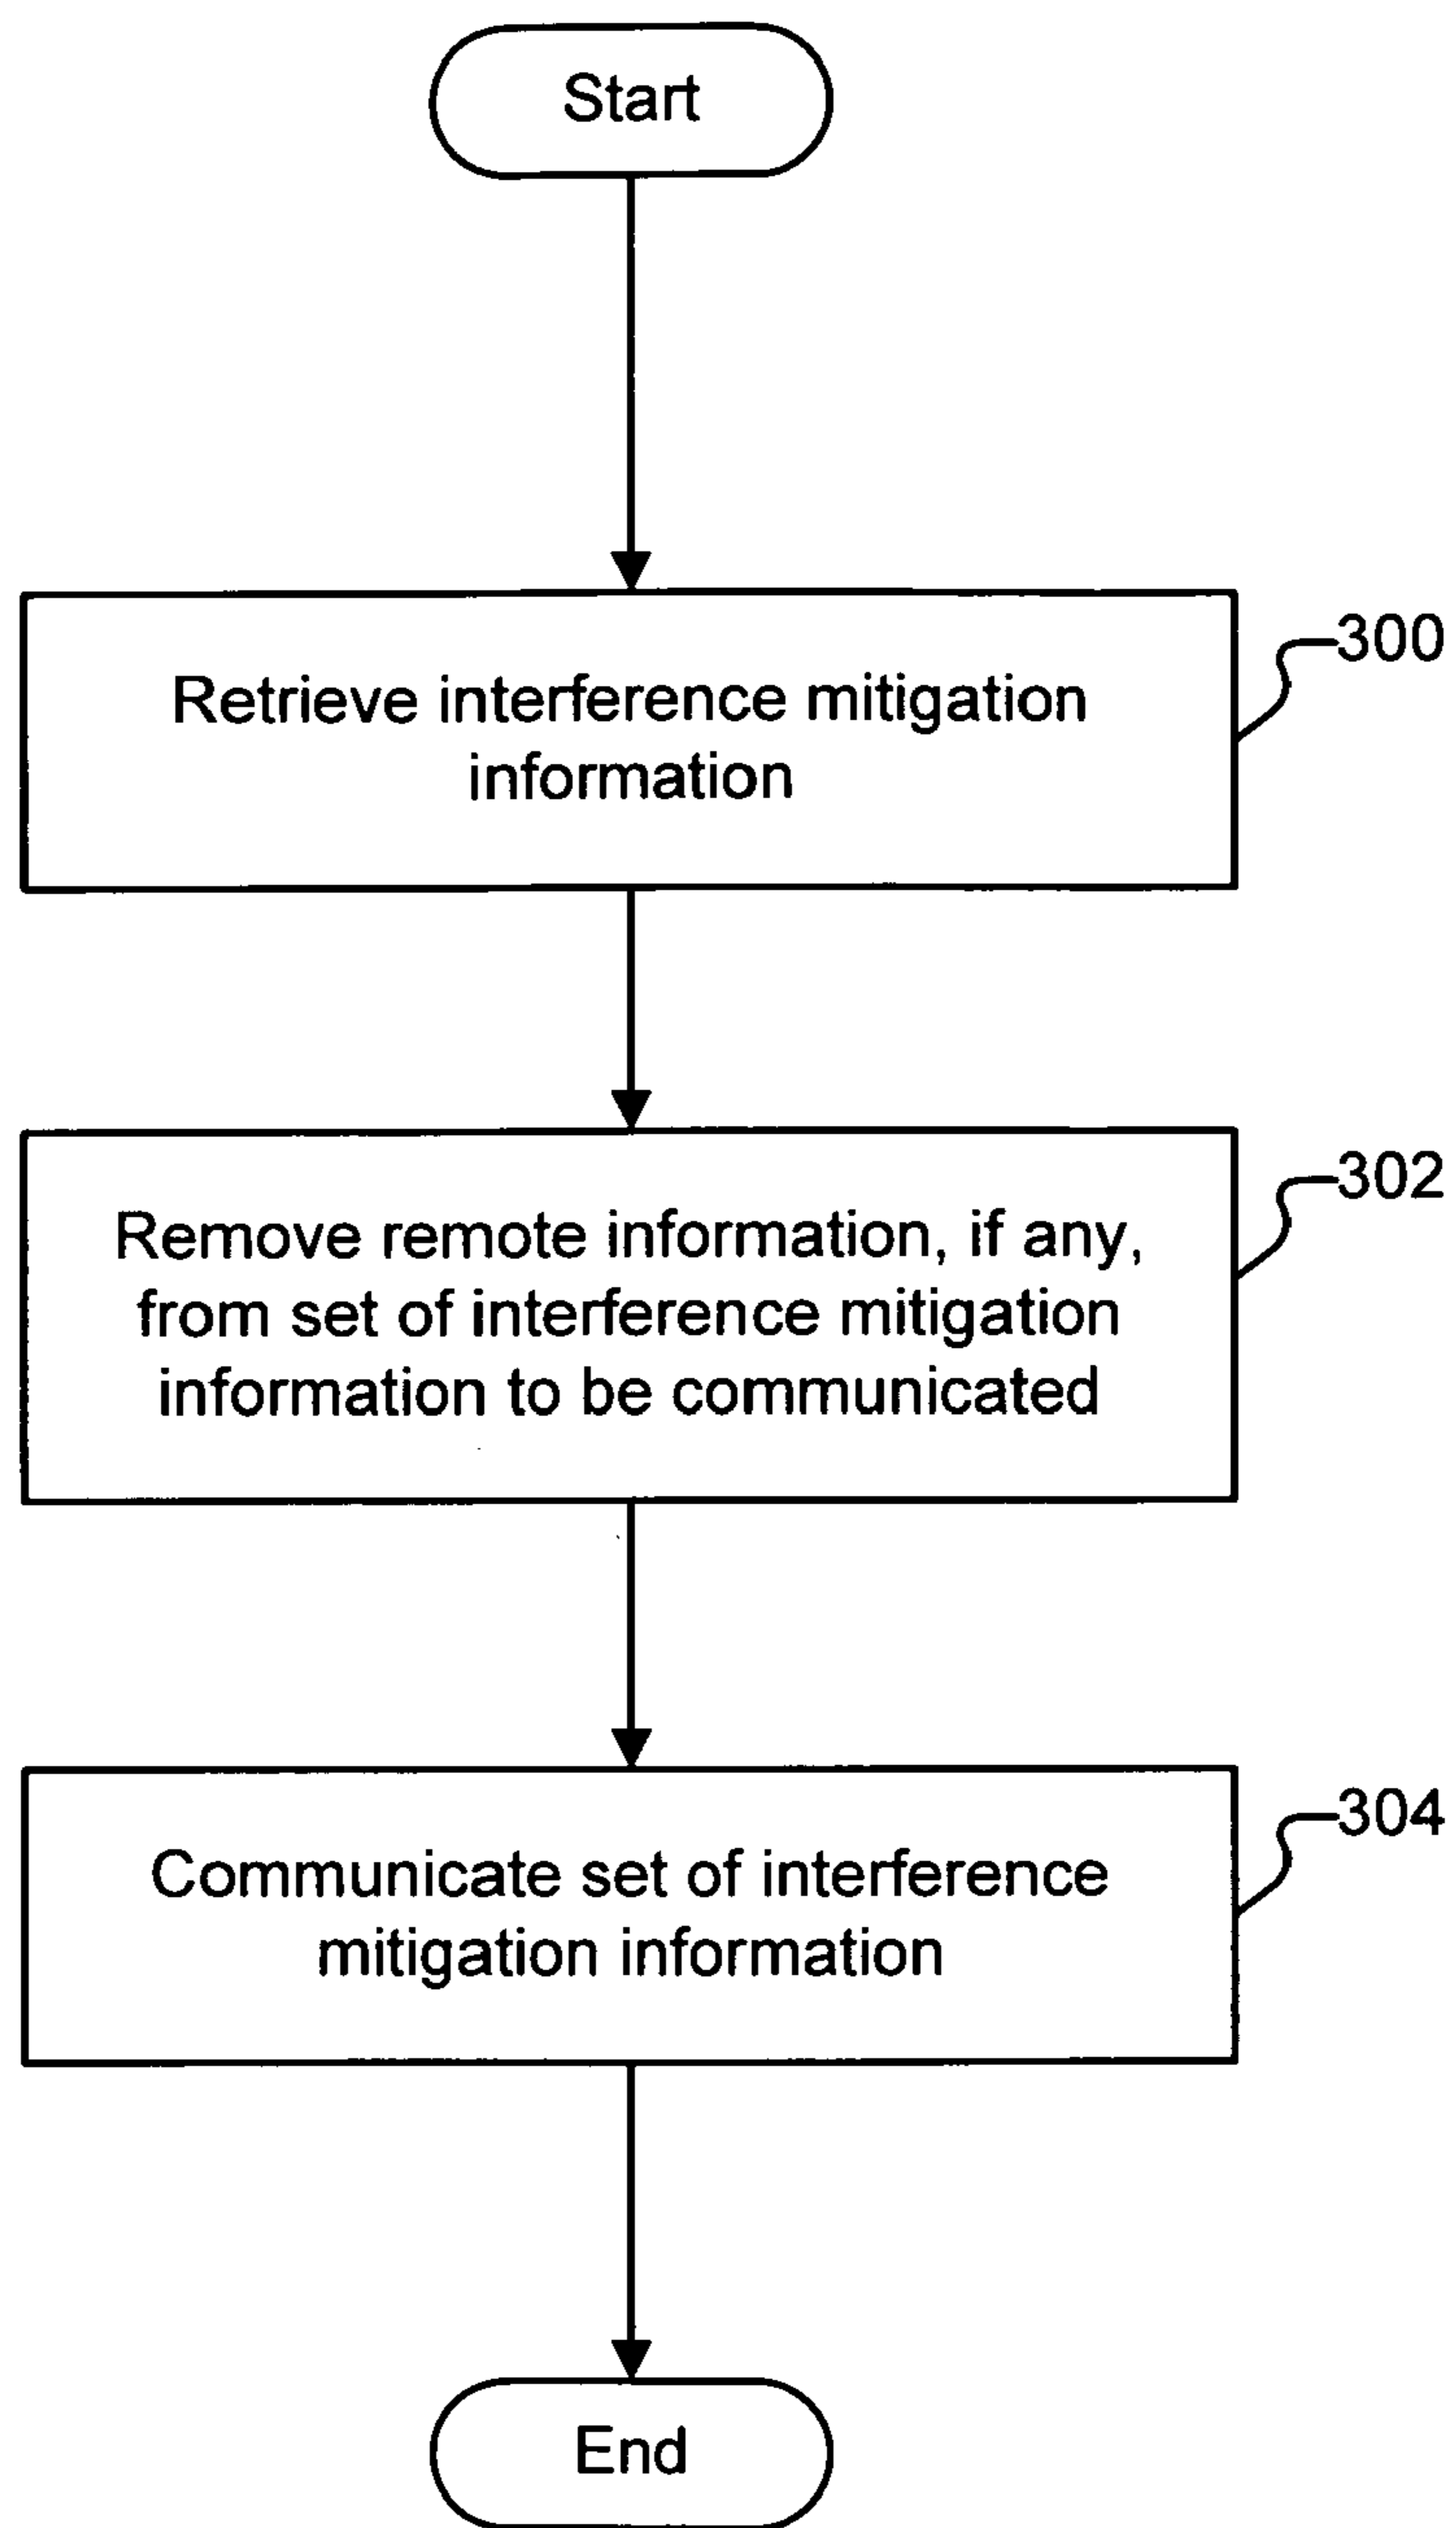 Start
300
Retrieve interference mitigation
information
302
Remove remote information, if any,
from set of interference mitigation
information to be communicated
304
Communicate set of interference
mitigation information
End